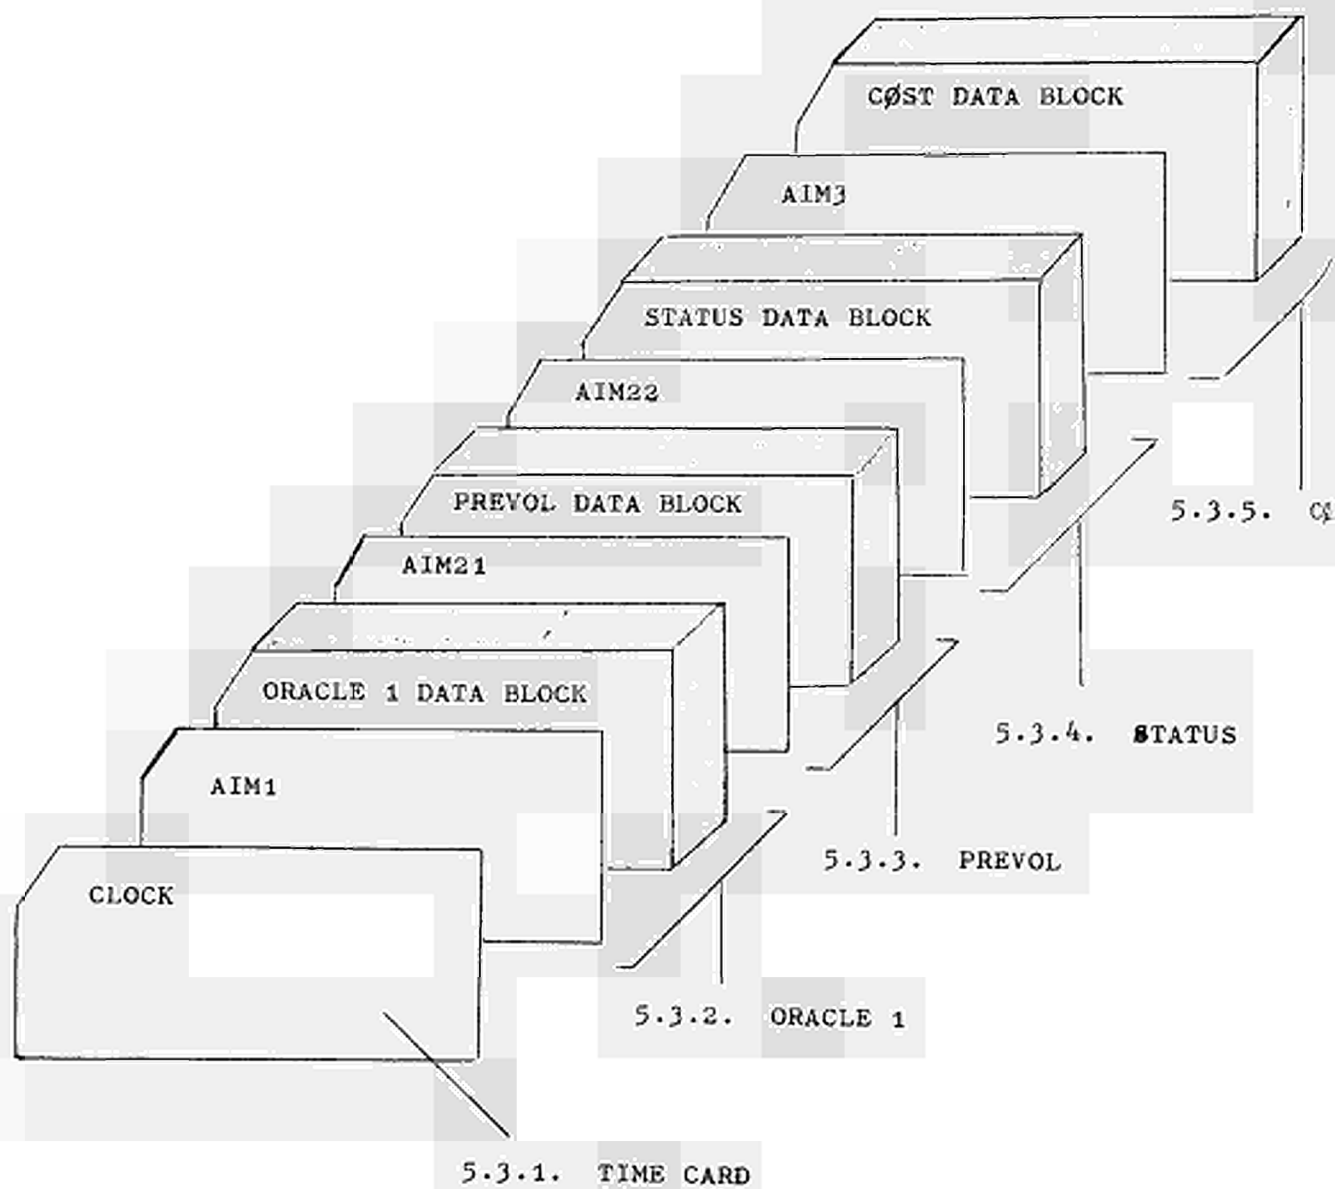 CØST DATA BLOCK
AIM3
STATUS DATA BLOCK
AIM22
PREVOL DATA BLOCK
5.3.5.
AIM21
ORACLE 1 DATA BLOCK
5.3.4. STATUS
AIM1
5.3.3. PREVOL
CLOCK
5.3.2. ORACLE 1
5.3.1. TIME CARD